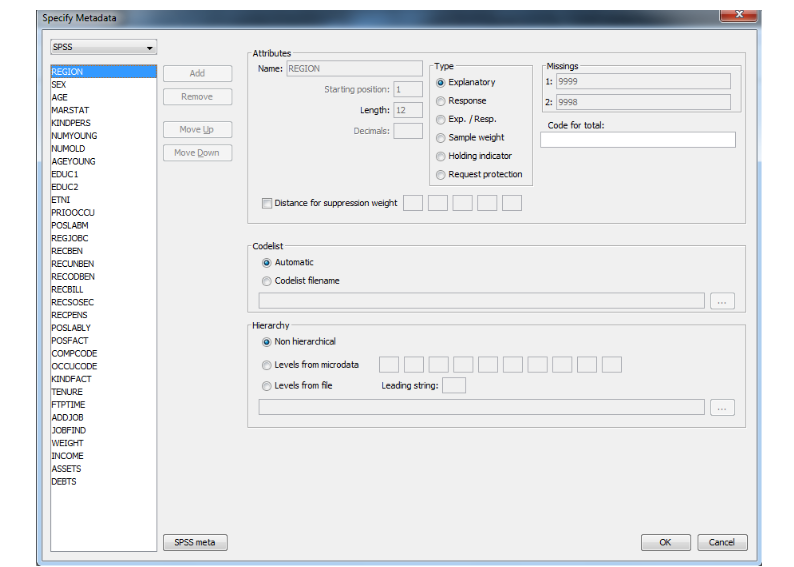 Specify Metadata
SPSS
REGION
SEX
AGE
MARSTAT
KINDPERS
NUMYOUNG
NUMOLD
AGEYOUNG
EDUC1
EDUC2
ETNI
PRIOOCCU
POSLABM
REGJOBC
RECBEN
RECUNBEN
RECODBEN
RECBILL
RECSOSEC
RECPENS
POSLABLY
POSFACT
COMPCODE
OCCUCODE
KINDFACT
TENURE
FTPTIME
ADDJOB
JOBFIND
WEIGHT
INCOME
ASSETS
DEBTS
Add
Remove
Move Up
Move Down
SPSS meta
Attributes
Name: REGION
Starting position: 1
Length: 12
Decimals:
Type
Explanatory
Response
Exp. / Resp.
Sample weight
Holding indicator
Request protection
Missings
1: 9999
2: 9998
Code for total:
Distance for suppression weight
Codelist
Automatic
Codelist filename
...
Hierarchy
Non hierarchical
Levels from microdata
Levels from file Leading string:
...
OK Cancel